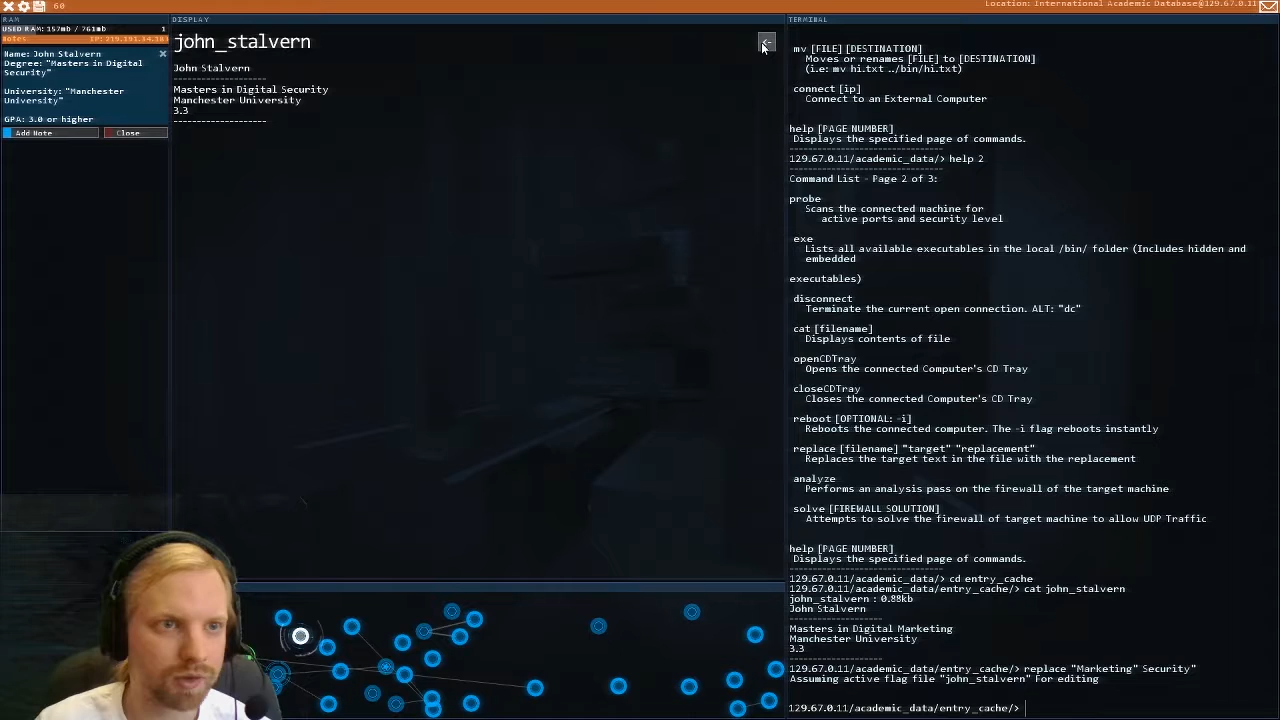 60
Location: International Academic Database@129.67.0.11
RAM
USED RAM: 157mb / 761mb
1
notes
Name: John Stalvern
Degree: "Masters in Digital
Security"
University: "Manchester
University"
GPA: 3.0 or higher
Add Note
Close
DISPLAY
john_stalvern
John Stalvern
--------------------
Masters in Digital Security
Manchester University
3.3
--------------------
<-
TERMINAL
mv [FILE] [DESTINATION]
Moves or renames [FILE] to [DESTINATION]
(i.e: mv hi.txt ../bin/hi.txt)
connect [ip]
Connect to an External Computer
help [PAGE NUMBER]
Displays the specified page of commands.
---------------------------------
129.67.0.11/academic_data/> help 2
---------------------------------
Command List - Page 2 of 3:
probe
Scans the connected machine for
active ports and security level
exe
Lists all available executables in the local /bin/ folder (Includes hidden and
embedded
executables)
disconnect
Terminate the current open connection. ALT: "dc"
cat [filename]
Displays contents of file
openCDTray
Opens the connected Computer's CD Tray
closeCDTray
Closes the connected Computer's CD Tray
reboot [OPTIONAL: -i]
Reboots the connected computer. The -i flag reboots instantly
replace [filename] "target" "replacement"
Replaces the target text in the file with the replacement
analyze
Performs an analysis pass on the firewall of the target machine
solve [FIREWALL SOLUTION]
Attempts to solve the firewall of target machine to allow UDP Traffic
help [PAGE NUMBER]
Displays the specified page of commands.
---------------------------------
129.67.0.11/academic_data/> cd entry_cache
129.67.0.11/academic_data/entry_cache/> cat john_stalvern
john_stalvern : 0.88kb
John Stalvern
--------------------
Masters in Digital Marketing
Manchester University
3.3
--------------------
129.67.0.11/academic_data/entry_cache/> replace "Marketing" Security"
Assuming active flag file "john_stalvern" For editing
129.67.0.11/academic_data/entry_cache/>